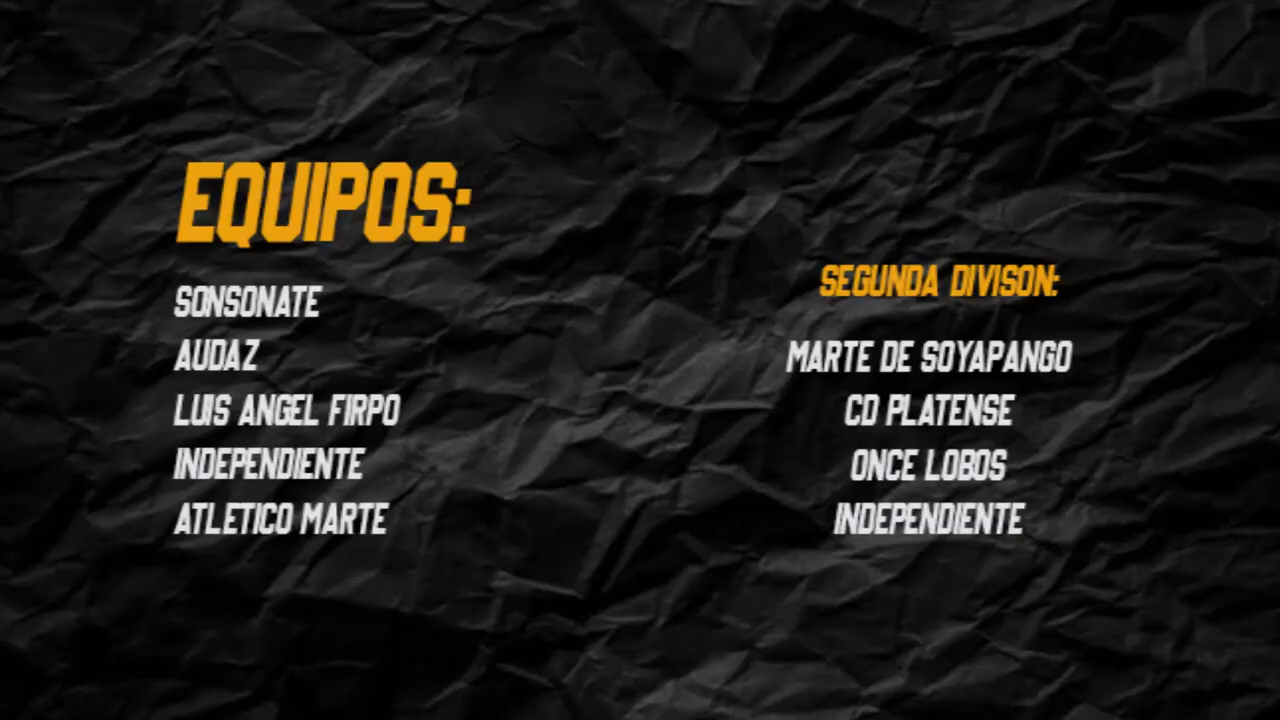 EQUIPOS:
SONSONATE
AUDAZ
LUIS ANGEL FIRPO
INDEPENDIENTE
ATLETICO MARTE
SEGUNDA DIVISON:
MARTE DE SOYAPANGO
CD PLATENSE
ONCE LOBOS
INDEPENDIENTE